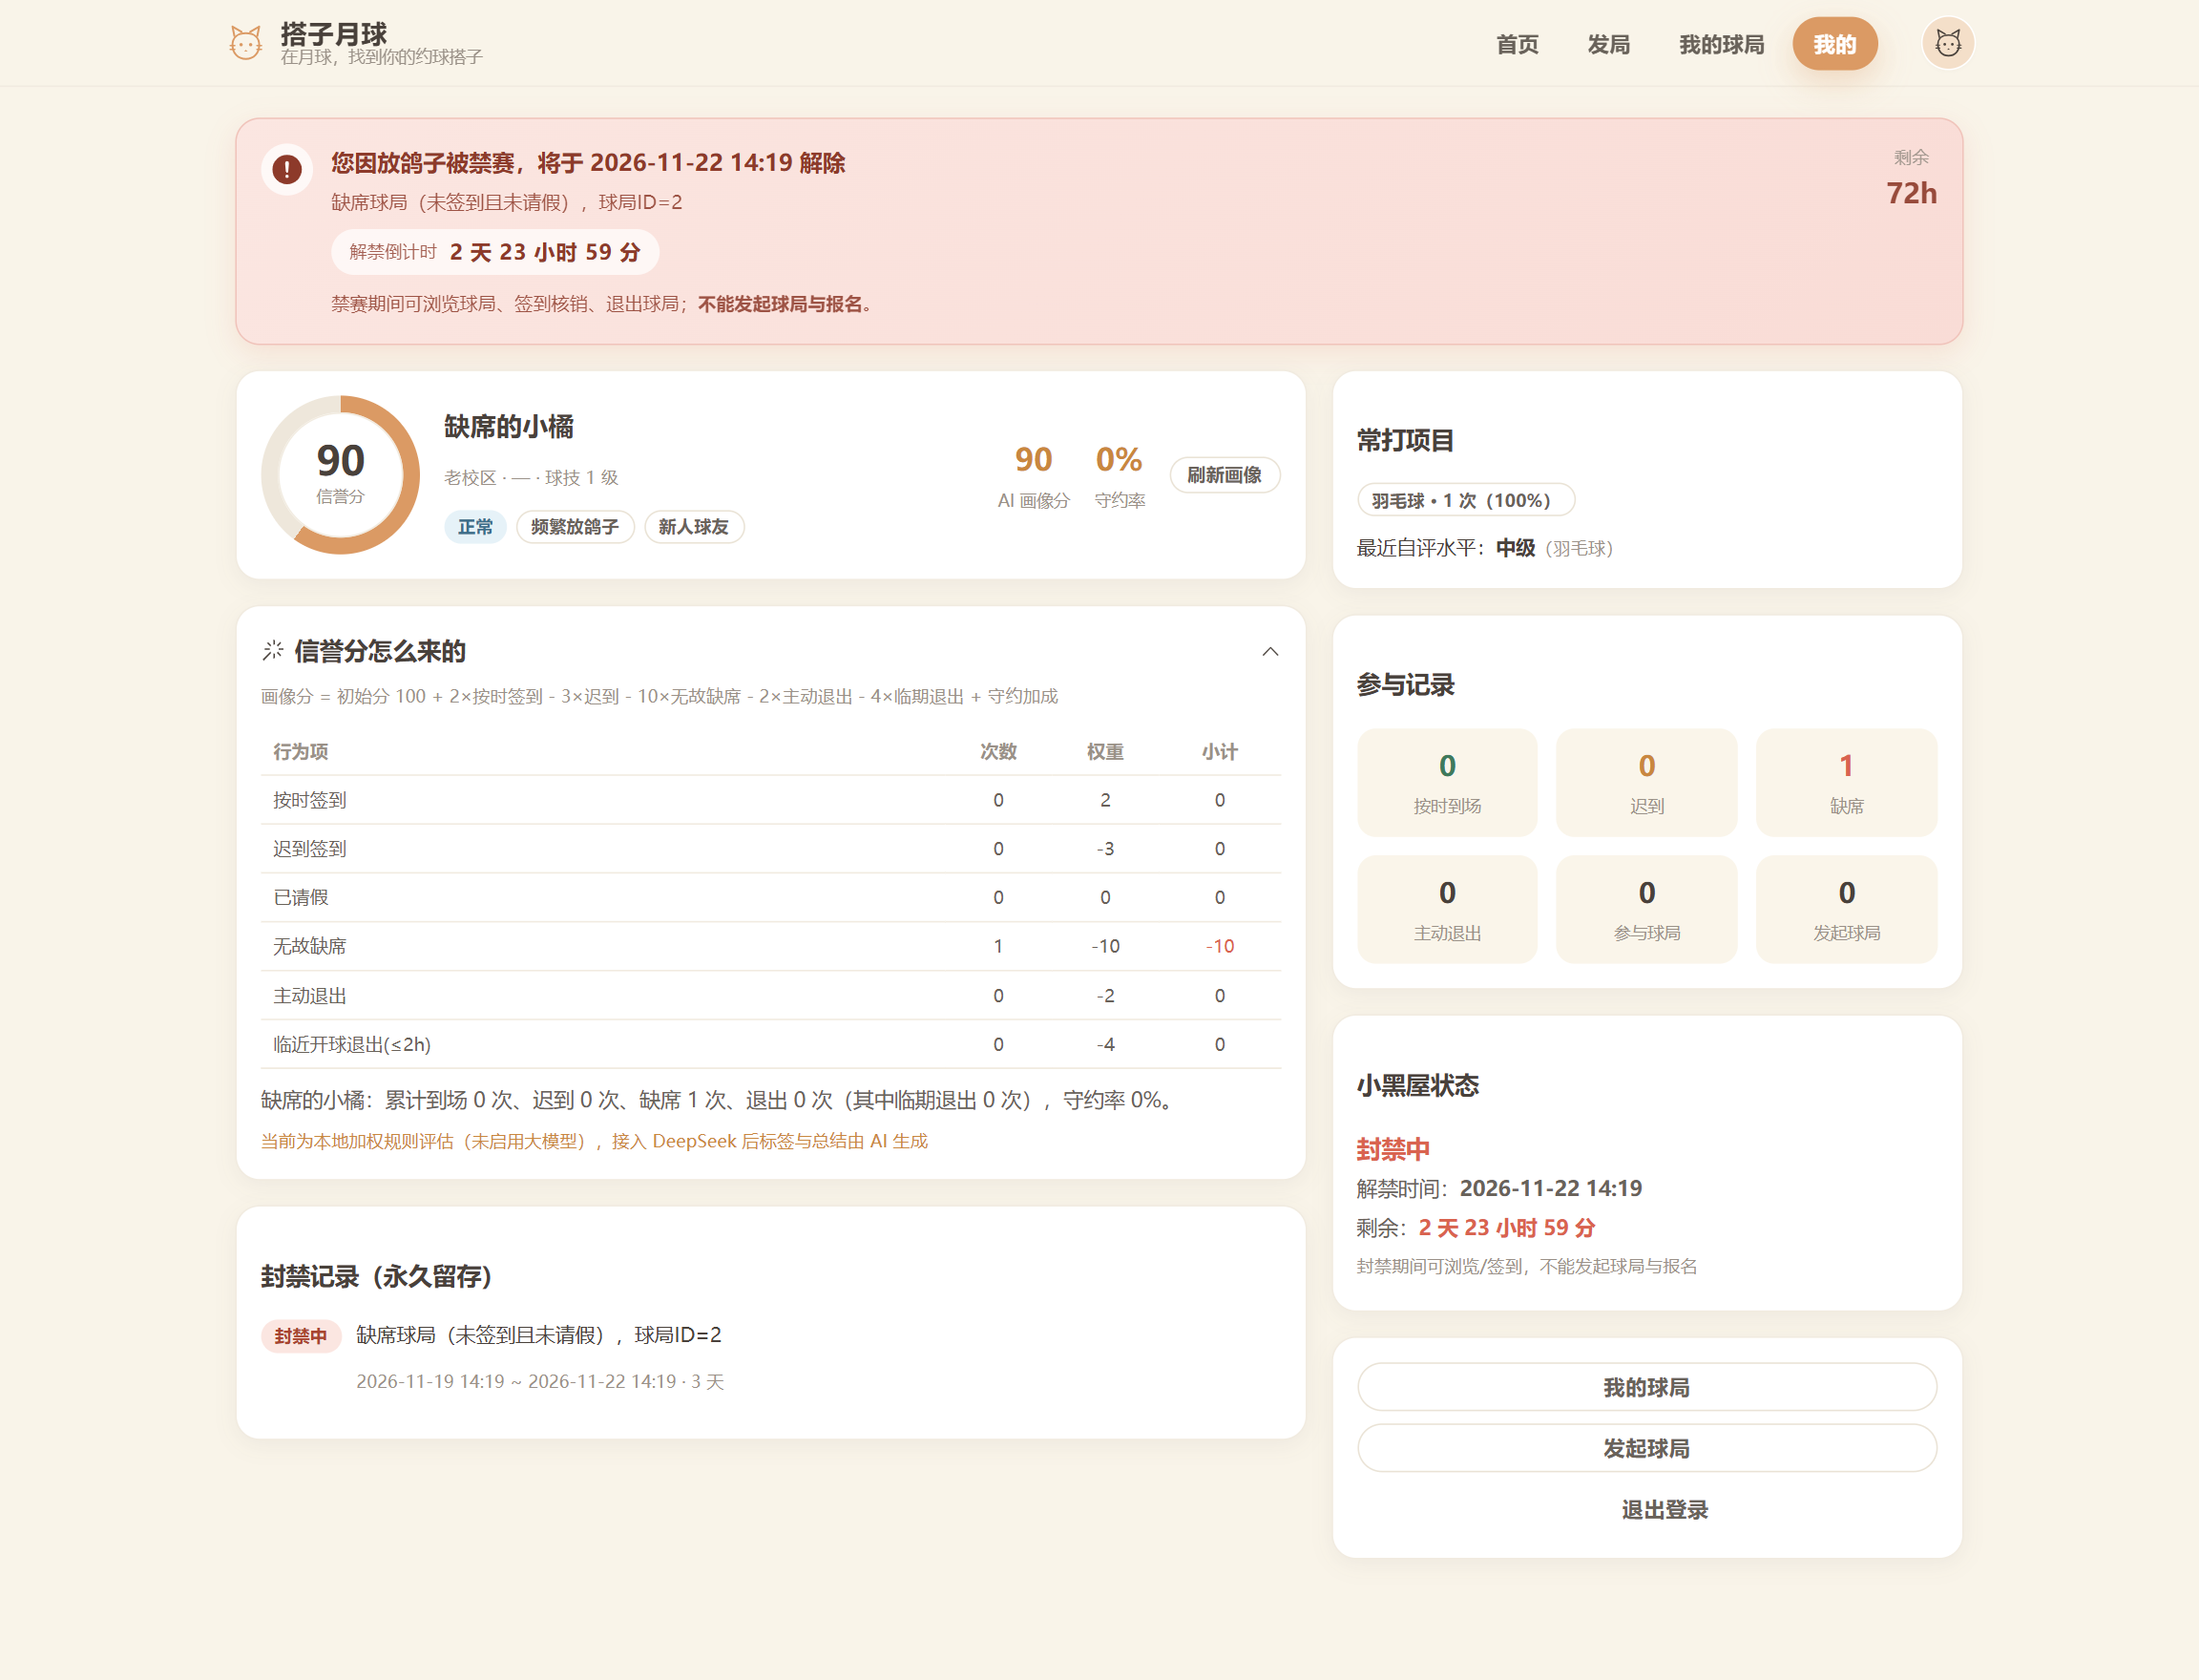 搭子月球
在月球，找到你的约球搭子
首页 发局 我的球局 我的
您因放鸽子被禁赛，将于 2026-11-22 14:19 解除
缺席球局（未签到且未请假），球局ID=2
解禁倒计时 2 天 23 小时 59 分
禁赛期间可浏览球局、签到核销、退出球局；不能发起球局与报名。
剩余
72h
90
信誉分
缺席的小橘
老校区 · — · 球技 1 级
正常 频繁放鸽子 新人球友
90
AI 画像分
0%
守约率
刷新画像
信誉分怎么来的
画像分 = 初始分 100 + 2×按时签到 - 3×迟到 - 10×无故缺席 - 2×主动退出 - 4×临期退出 + 守约加成
行为项 次数 权重 小计
按时签到 0 2 0
迟到签到 0 -3 0
已请假 0 0 0
无故缺席 1 -10 -10
主动退出 0 -2 0
临近开球退出(≤2h) 0 -4 0
缺席的小橘：累计到场 0 次、迟到 0 次、缺席 1 次、退出 0 次（其中临期退出 0 次），守约率 0%。
当前为本地加权规则评估（未启用大模型），接入 DeepSeek 后标签与总结由 AI 生成
封禁记录（永久留存）
封禁中 缺席球局（未签到且未请假），球局ID=2
2026-11-19 14:19 ~ 2026-11-22 14:19 · 3 天
常打项目
羽毛球 • 1 次（100%）
最近自评水平：中级（羽毛球）
参与记录
0
按时到场
0
迟到
1
缺席
0
主动退出
0
参与球局
0
发起球局
小黑屋状态
封禁中
解禁时间：2026-11-22 14:19
剩余：2 天 23 小时 59 分
封禁期间可浏览/签到，不能发起球局与报名
我的球局
发起球局
退出登录